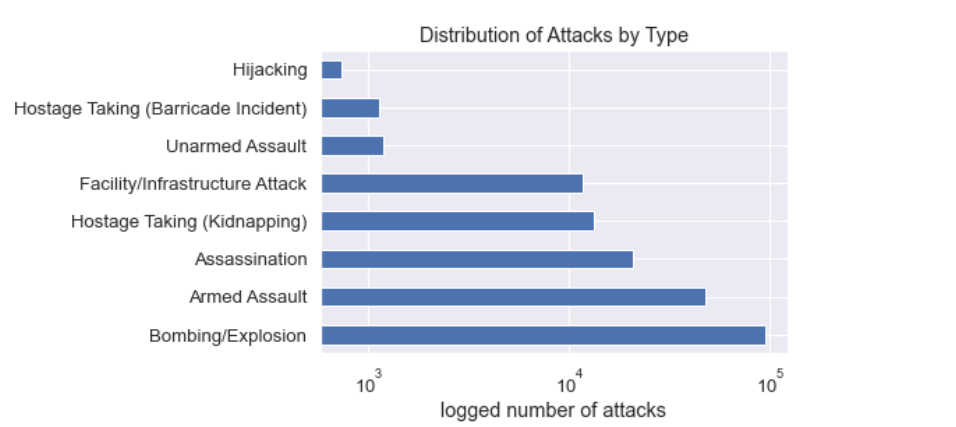 Distribution of Attacks by Type
Hijacking
Hostage Taking (Barricade Incident)
Unarmed Assault
Facility/Infrastructure Attack
Hostage Taking (Kidnapping)
Assassination
Armed Assault
Bombing/Explosion
10³ 10⁴ 10⁵
logged number of attacks